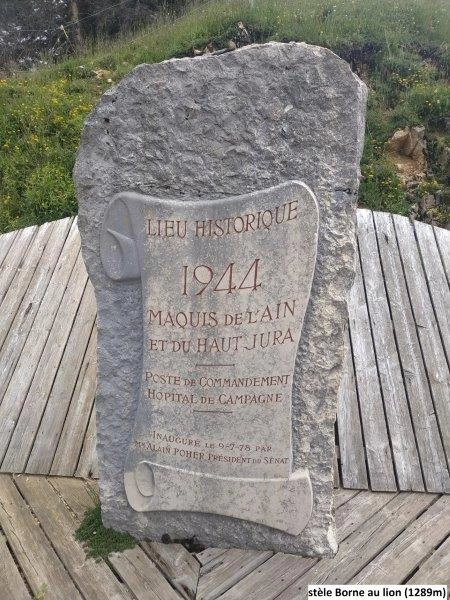 LIEU HISTORIQUE
1944
MAQUIS DE L'AIN
ET DU HAUT JURA
POSTE DE COMMANDEMENT
HOPITAL DE CAMPAGNE
INAUGURÉ LE 9-7-78 PAR
MR ALAIN POHER PRÉSIDENT DU SÉNAT
stèle Borne au lion (1289m)